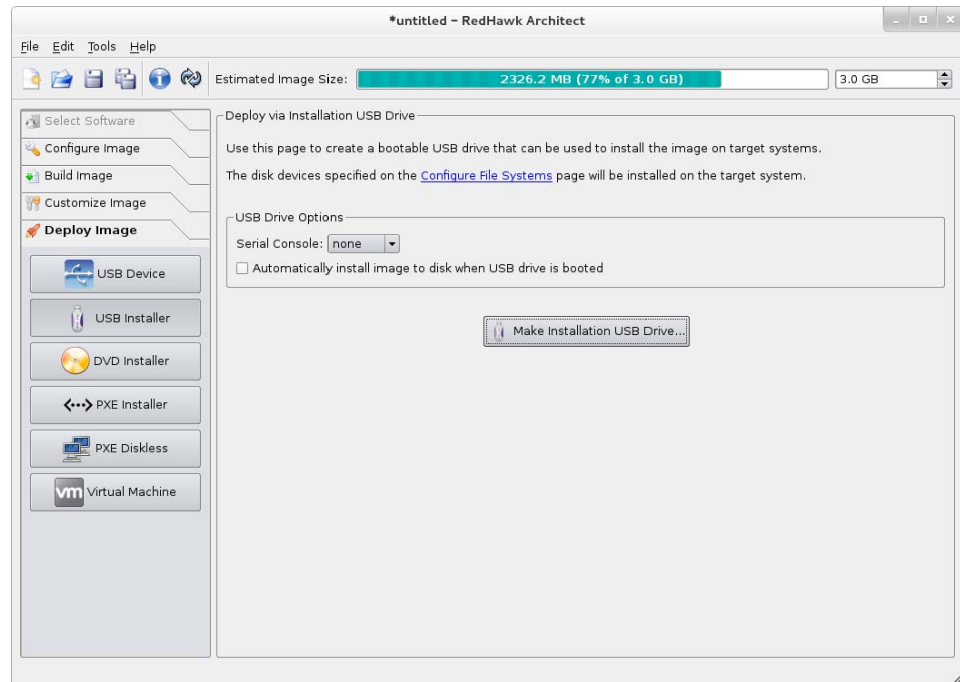 *untitled – RedHawk Architect
File Edit Tools Help
Estimated Image Size: 2326.2 MB (77% of 3.0 GB) 3.0 GB
Select Software
Configure Image
Build Image
Customize Image
Deploy Image
USB Device
USB Installer
DVD Installer
PXE Installer
PXE Diskless
vm Virtual Machine
Deploy via Installation USB Drive
Use this page to create a bootable USB drive that can be used to install the image on target systems.
The disk devices specified on the Configure File Systems page will be installed on the target system.
USB Drive Options
Serial Console: none
Automatically install image to disk when USB drive is booted
Make Installation USB Drive...